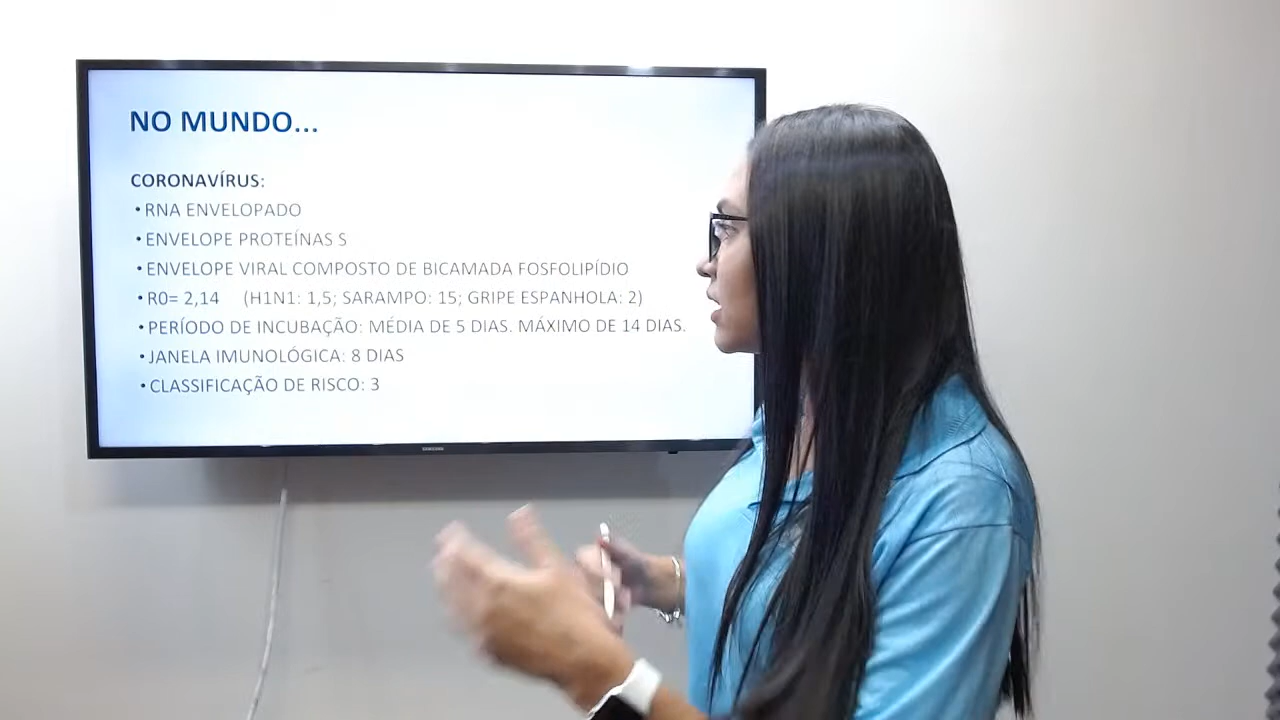 NO MUNDO...
CORONAVÍRUS:
• RNA ENVELOPADO
• ENVELOPE PROTEÍNAS S
• ENVELOPE VIRAL COMPOSTO DE BICAMADA FOSFOLIPÍDIO
• R0= 2,14 (H1N1: 1,5; SARAMPO: 15; GRIPE ESPANHOLA: 2)
• PERÍODO DE INCUBAÇÃO: MÉDIA DE 5 DIAS. MÁXIMO DE 14 DIAS.
• JANELA IMUNOLÓGICA: 8 DIAS
• CLASSIFICAÇÃO DE RISCO: 3
SAMSUNG